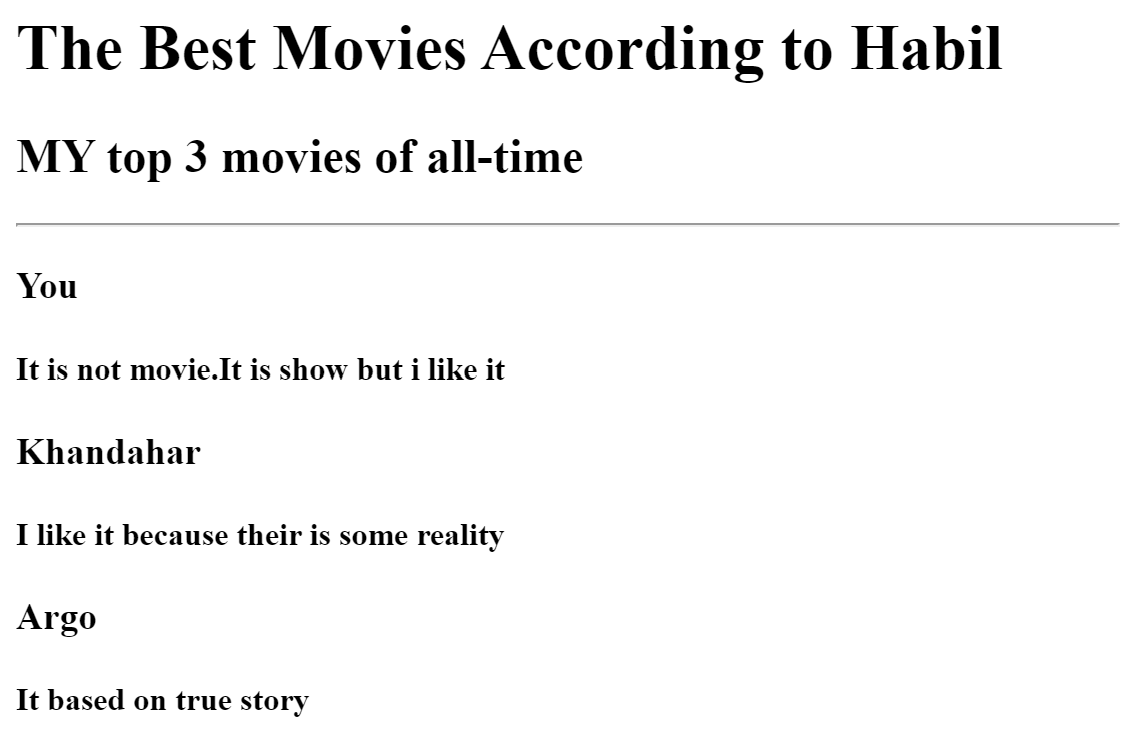 The Best Movies According to Habil
MY top 3 movies of all-time
You
It is not movie.It is show but i like it
Khandahar
I like it because their is some reality
Argo
It based on true story